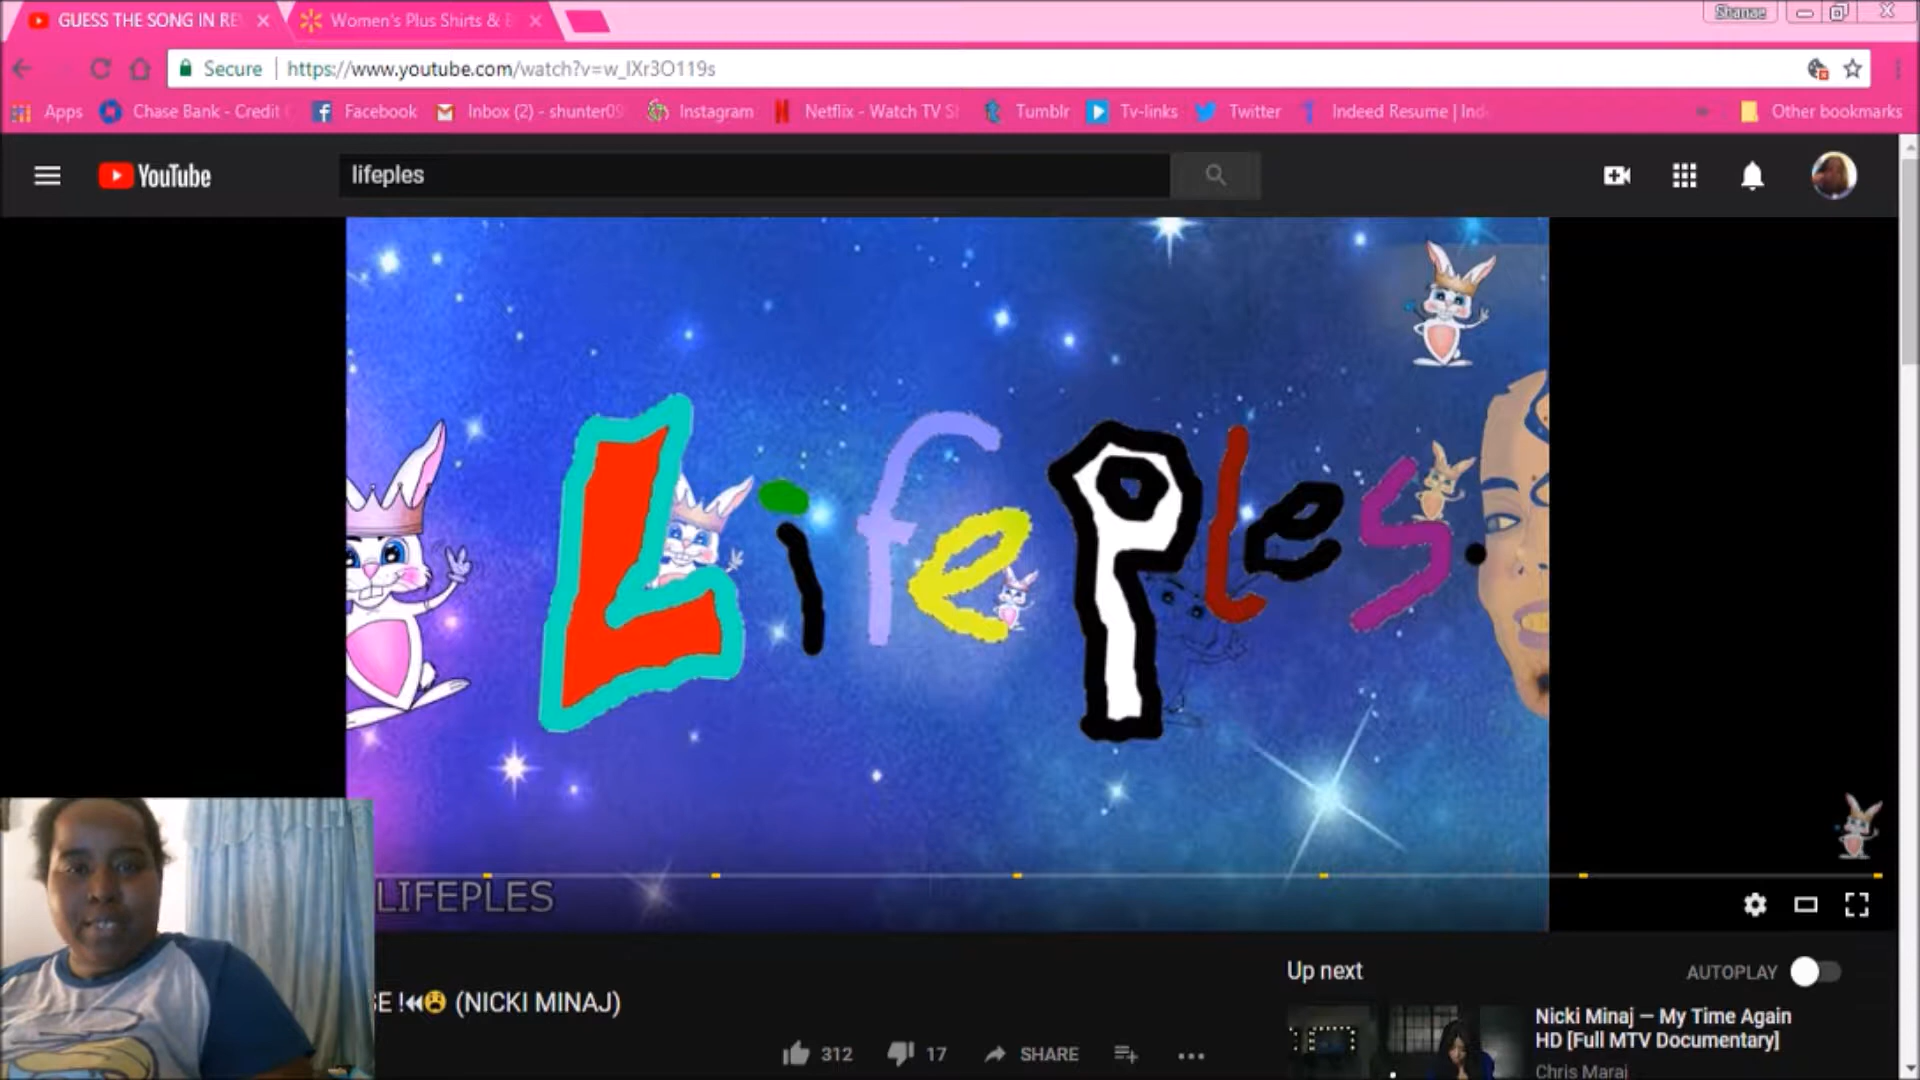 GUESS THE SONG IN RE
Women's Plus Shirts & B
Shanae
Secure
https://www.youtube.com/watch?v=w_IXr3O119s
Apps
Chase Bank - Credit
Facebook
Inbox (2) - shunter09
Instagram
Netflix - Watch TV S
Tumblr
Tv-links
Twitter
Indeed Resume | Ind
Other bookmarks
YouTube
lifeples
LifePles.
LIFEPLES
SE ! (NICKI MINAJ)
312
17
SHARE
Up next
AUTOPLAY
Nicki Minaj — My Time Again
HD [Full MTV Documentary]
Chris Maraj